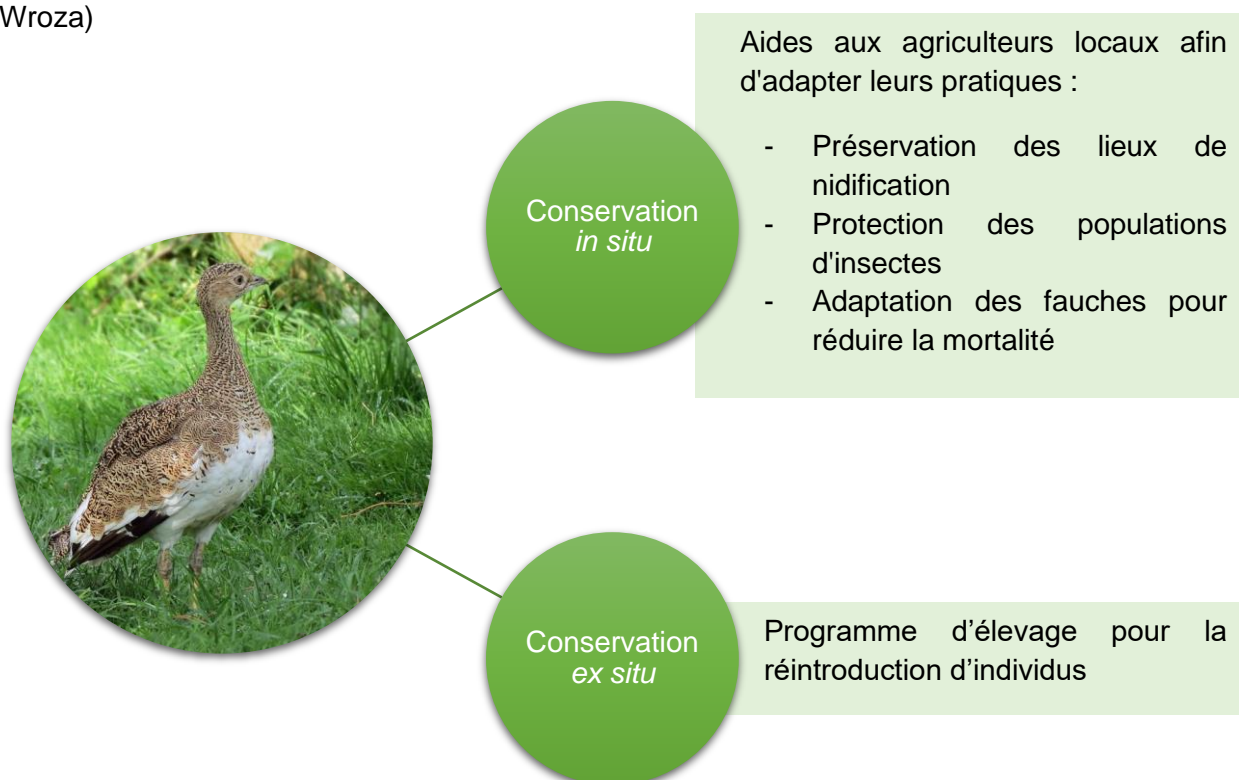 Wroza)
Aides aux agriculteurs locaux afin
d'adapter leurs pratiques :
- Préservation des lieux de
nidification
- Protection des populations
d'insectes
- Adaptation des fauches pour
réduire la mortalité
Conservation
in situ
Conservation
ex situ
Programme d’élevage pour la
réintroduction d’individus